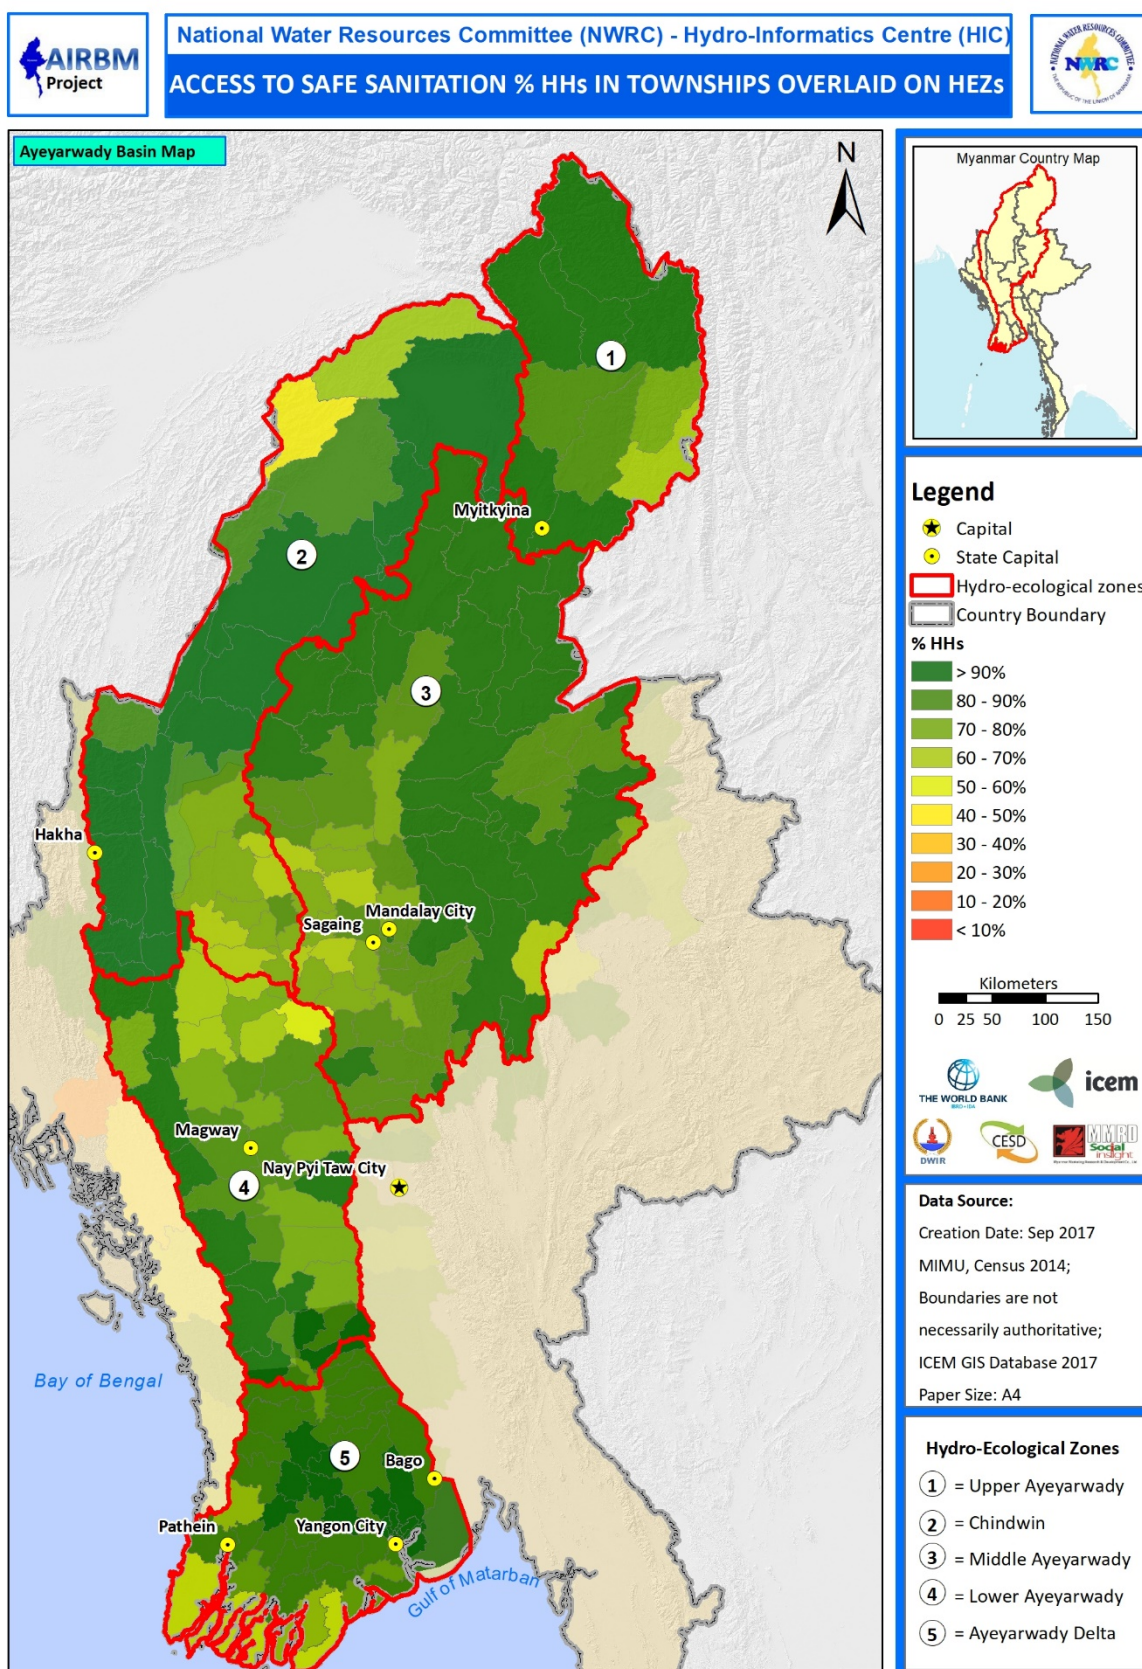 AIRBM
Project
National Water Resources Committee (NWRC) - Hydro-Informatics Centre (HIC)
ACCESS TO SAFE SANITATION % HHs IN TOWNSHIPS OVERLAID ON HEZs
NWRC
Ayeyarwady Basin Map
N
1
Myitkyina
2
3
Hakha
Mandalay City
Sagaing
Magway
Nay Pyi Taw City
4
Bay of Bengal
5
Bago
Pathein
Yangon City
Gulf of Matarban
Myanmar Country Map
Legend
Capital
State Capital
Hydro-ecological zones
Country Boundary
% HHs
> 90%
80 - 90%
70 - 80%
60 - 70%
50 - 60%
40 - 50%
30 - 40%
20 - 30%
10 - 20%
< 10%
Kilometers
0 25 50 100 150
THE WORLD BANK
IBRD • IDA
icem
DWIR
CESD
MMRD
Social
insight
Data Source:
Creation Date: Sep 2017
MIMU, Census 2014;
Boundaries are not
necessarily authoritative;
ICEM GIS Database 2017
Paper Size: A4
Hydro-Ecological Zones
1 = Upper Ayeyarwady
2 = Chindwin
3 = Middle Ayeyarwady
4 = Lower Ayeyarwady
5 = Ayeyarwady Delta